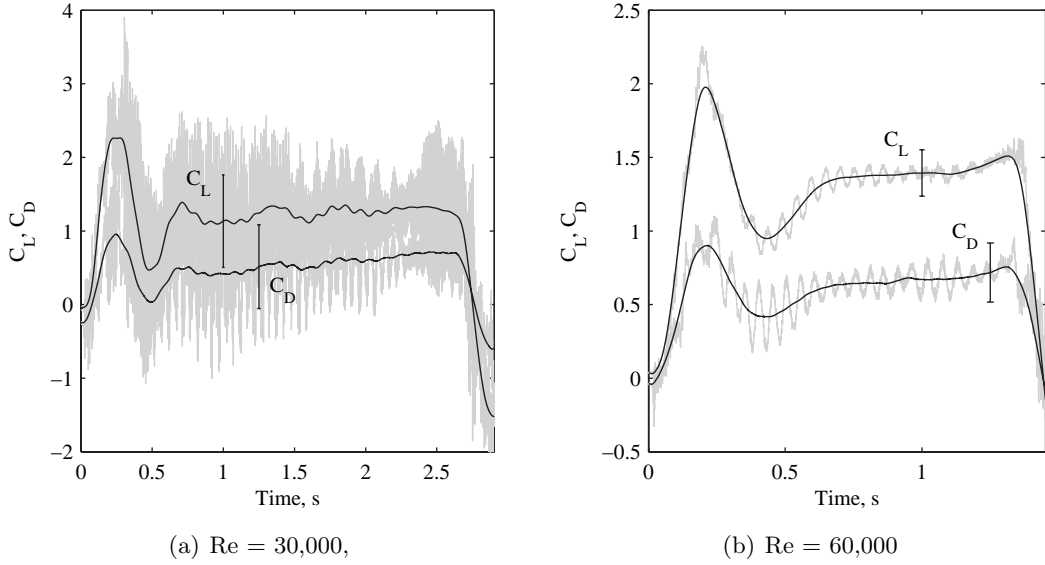 4
3
2
1
0
−1
−2
0
0.5
1
1.5
2
2.5
C_L, C_D
Time, s
C_L
C_D
(a) Re = 30,000,
2.5
2
1.5
1
0.5
0
−0.5
0
0.5
1
C_L, C_D
Time, s
C_L
C_D
(b) Re = 60,000